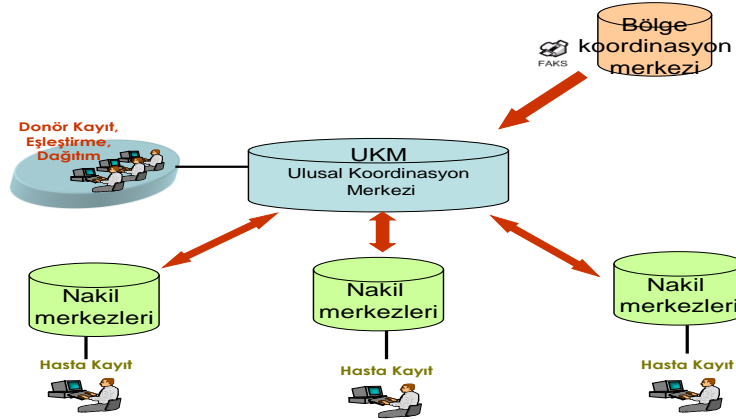 Bölge
koordinasyon
merkezi
FAKS
Donör Kayıt,
Eşleştirme,
Dağıtım
UKM
Ulusal Koordinasyon
Merkezi
Nakil
merkezleri
Nakil
merkezleri
Nakil
merkezleri
Hasta Kayıt
Hasta Kayıt
Hasta Kayıt